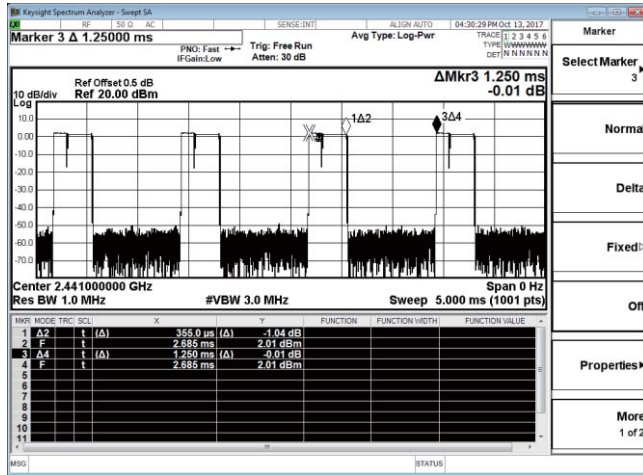 Keysight Spectrum Analyzer - Swept SA
LXI RF 50 Ω AC SENSE:INT ALIGN AUTO 04:30:29 PM Oct 13, 2017
Marker 3 Δ 1.25000 ms
PNO: Fast
IFGain:Low
Trig: Free Run
Atten: 30 dB
Avg Type: Log-Pwr
TRACE 1 2 3 4 5 6
TYPE WWWWWW
DET N N N N N N
Marker
Select Marker
3
Normal
Delta
Fixed
Off
Properties
More
1 of 2
10 dB/div
Log
Ref Offset 0.5 dB
Ref 20.00 dBm
ΔMkr3 1.250 ms
-0.01 dB
10.0
0.00
-10.0
-20.0
-30.0
-40.0
-50.0
-60.0
-70.0
1Δ2
3Δ4
Center 2.441000000 GHz Span 0 Hz
Res BW 1.0 MHz #VBW 3.0 MHz Sweep 5.000 ms (1001 pts)
MKR MODE TRC SCL X Y FUNCTION FUNCTION WIDTH FUNCTION VALUE
1 Δ2 t (Δ) 355.0 µs (Δ) -1.04 dB
2 F t 2.685 ms 2.01 dBm
3 Δ4 t (Δ) 1.250 ms (Δ) -0.01 dB
4 F t 2.685 ms 2.01 dBm
5
6
7
8
9
10
11
MSG STATUS